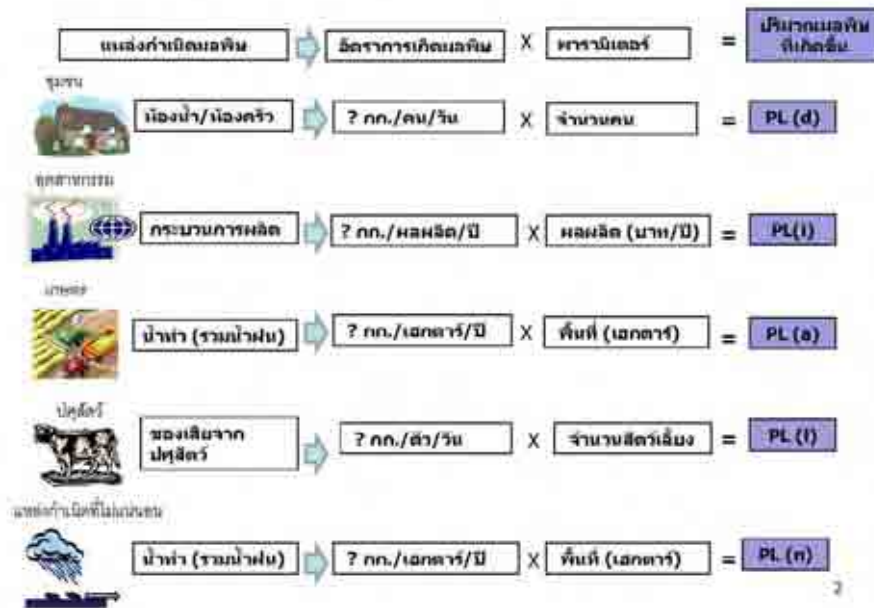 แหล่งกำเนิดมลพิษ อัตราการเกิดมลพิษ X พารามิเตอร์ = ปริมาณมลพิษ
ที่เกิดขึ้น
ชุมชน
ห้องน้ำ/ห้องครัว ? กก./คน/วัน X จำนวนคน = PL (d)
อุตสาหกรรม
กระบวนการผลิต ? กก./ผลผลิต/ปี X ผลผลิต (บาท/ปี) = PL(i)
เกษตร
น้ำท่า (รวมน้ำฝน) ? กก./เฮกตาร์/ปี X พื้นที่ (เฮกตาร์) = PL (a)
ปศุสัตว์
ของเสียจาก
ปศุสัตว์ ? กก./ตัว/วัน X จำนวนสัตว์เลี้ยง = PL (l)
แหล่งกำเนิดที่ไม่แน่นอน
น้ำท่า (รวมน้ำฝน) ? กก./เฮกตาร์/ปี X พื้นที่ (เฮกตาร์) = PL (n)
2